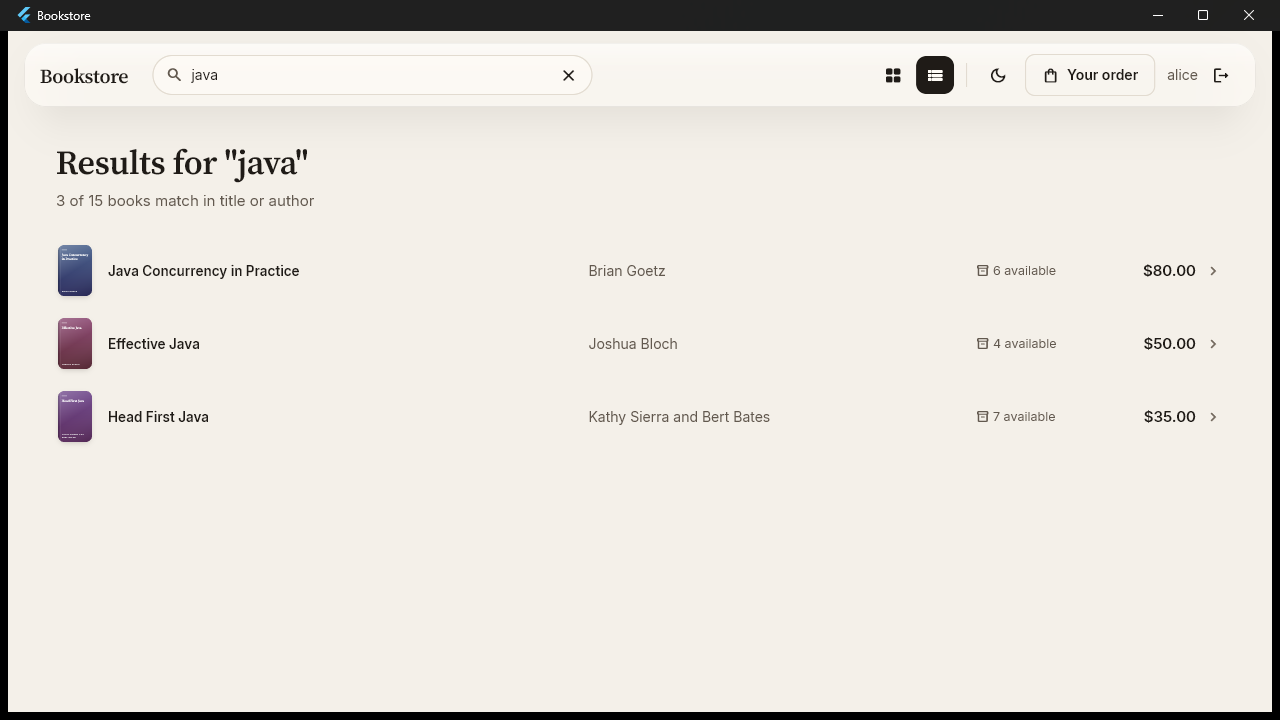 Bookstore
Bookstore
java
Your order
alice
Results for "java"
3 of 15 books match in title or author
Java Concurrency in Practice
Brian Goetz
6 available
$80.00
Effective Java
Joshua Bloch
4 available
$50.00
Head First Java
Kathy Sierra and Bert Bates
7 available
$35.00